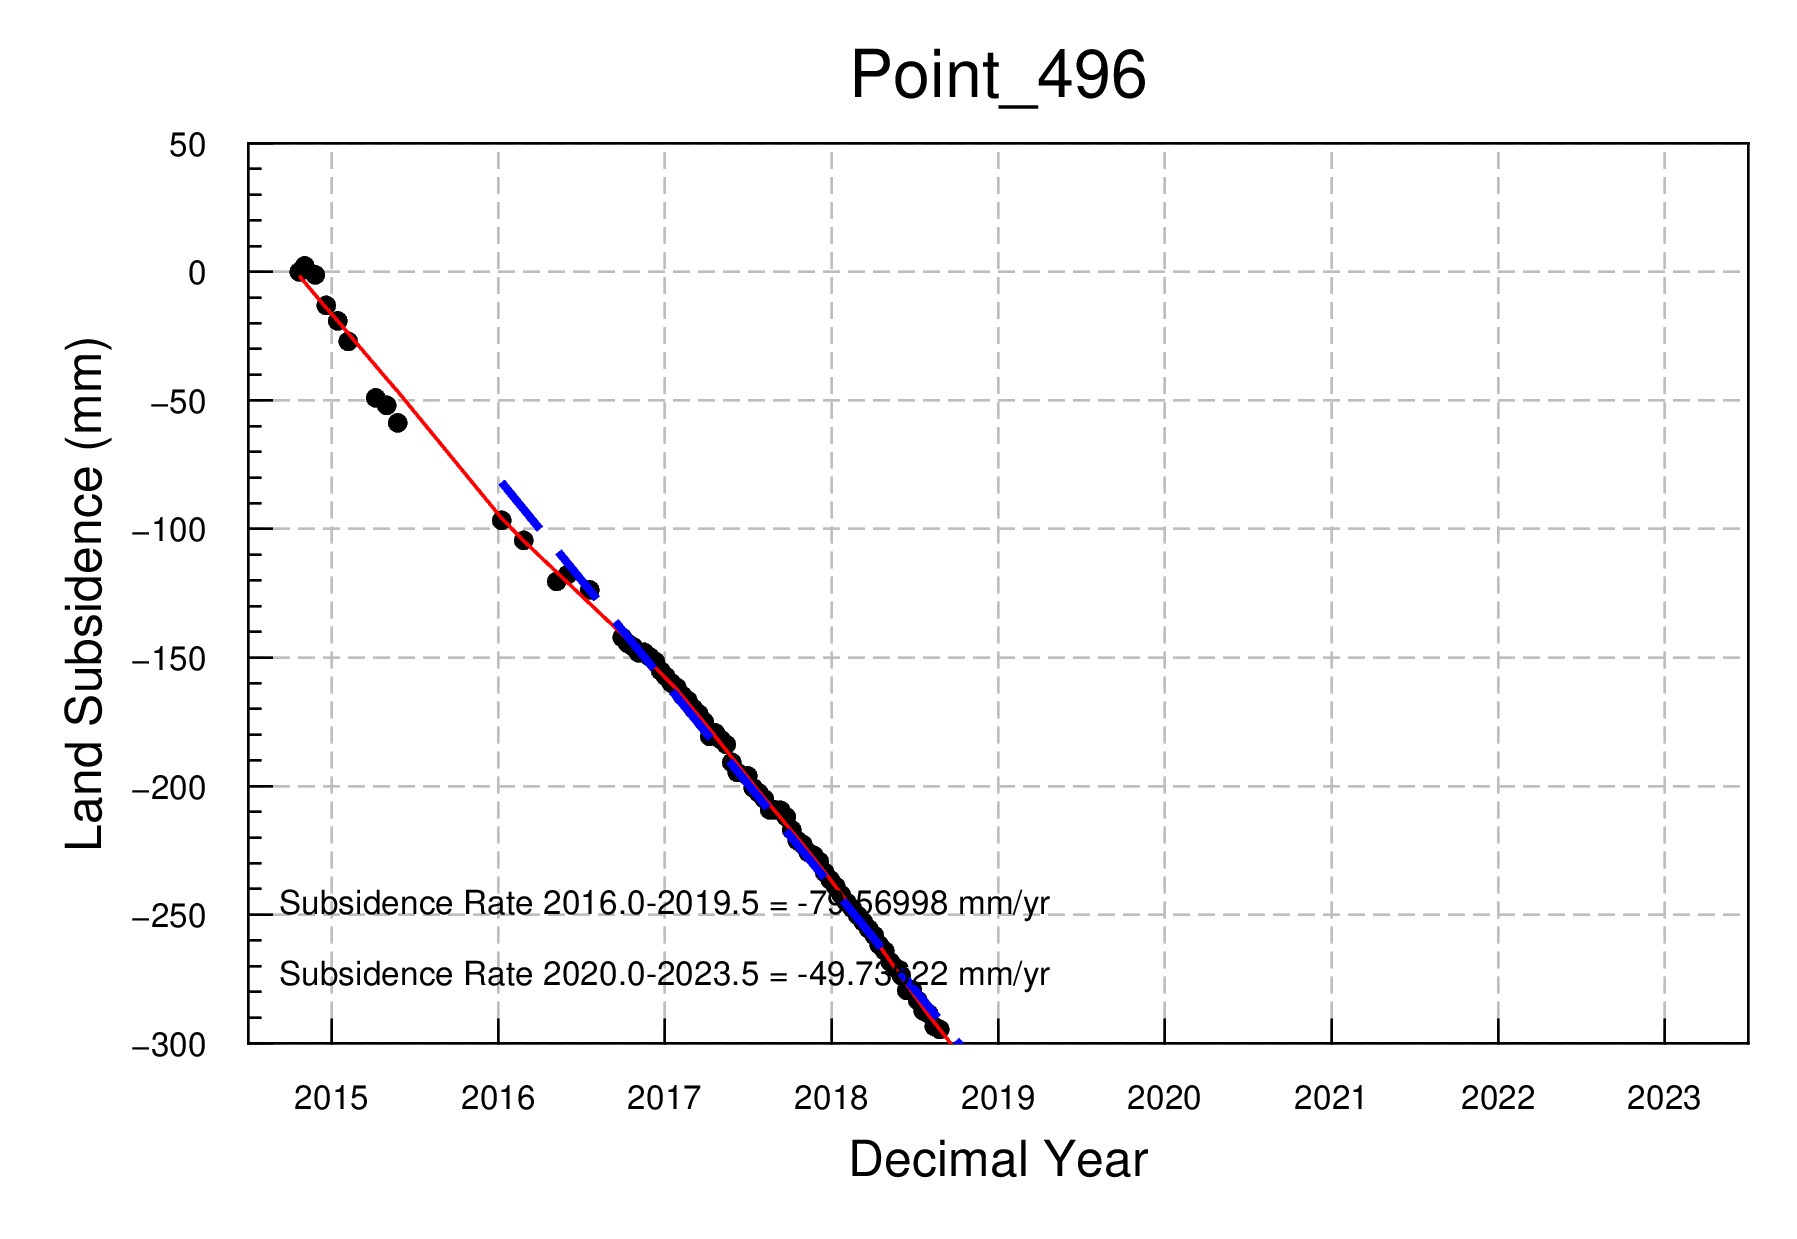 Point_496
50
0
−50
−100
−150
−200
−250
−300
Land Subsidence (mm)
Subsidence Rate 2016.0-2019.5 = -79.56998 mm/yr
Subsidence Rate 2020.0-2023.5 = mm/yr
2015 2016 2017 2018 2019 2020 2021 2022 2023
Decimal Year